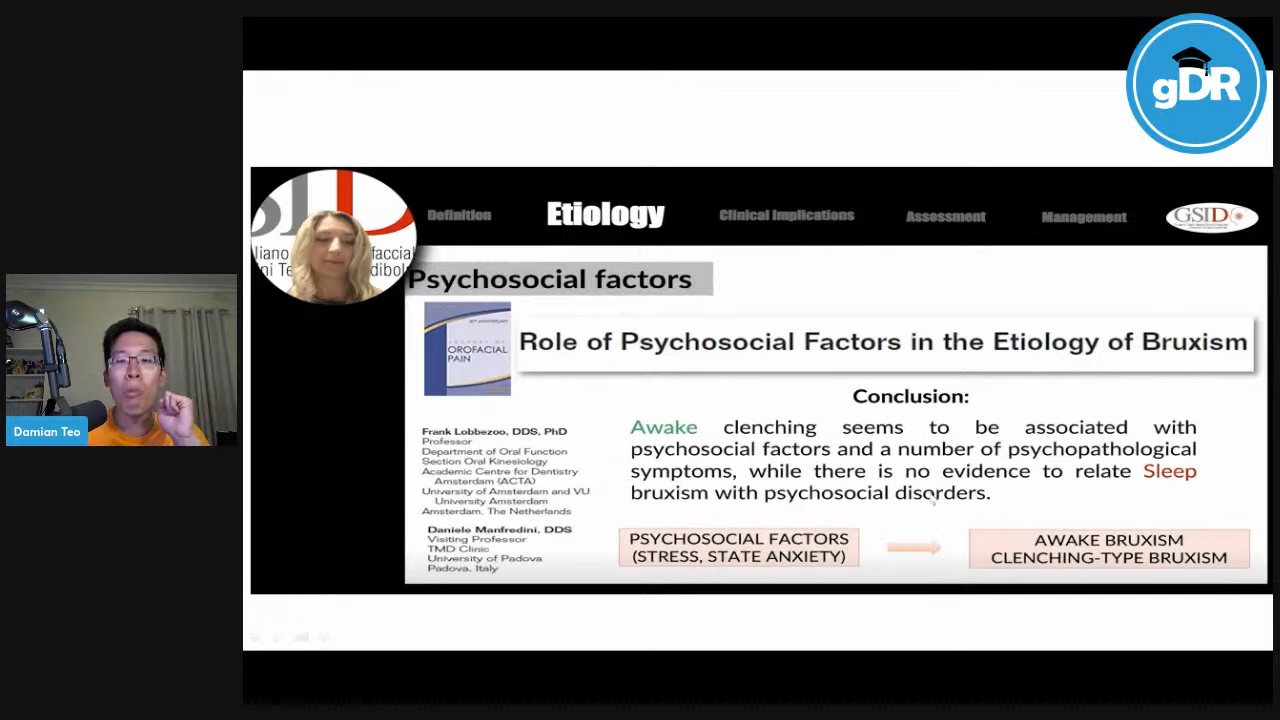 gDR
Definition
Etiology
Clinical Implications
Assessment
Management
GSID
liano
faccial
ni Te
dibol
Psychosocial factors
OROFACIAL
PAIN
Role of Psychosocial Factors in the Etiology of Bruxism
Conclusion:
Awake clenching seems to be associated with
psychosocial factors and a number of psychopathological
symptoms, while there is no evidence to relate Sleep
bruxism with psychosocial disorders.
Frank Lobbezoo, DDS, PhD
Professor
Department of Oral Function
Section Oral Kinesiology
Academic Centre for Dentistry
Amsterdam (ACTA)
University of Amsterdam and VU
University Amsterdam
Amsterdam, The Netherlands
Daniele Manfredini, DDS
Visiting Professor
TMD Clinic
University of Padova
Padova, Italy
PSYCHOSOCIAL FACTORS
(STRESS, STATE ANXIETY)
AWAKE BRUXISM
CLENCHING-TYPE BRUXISM
Damian Teo